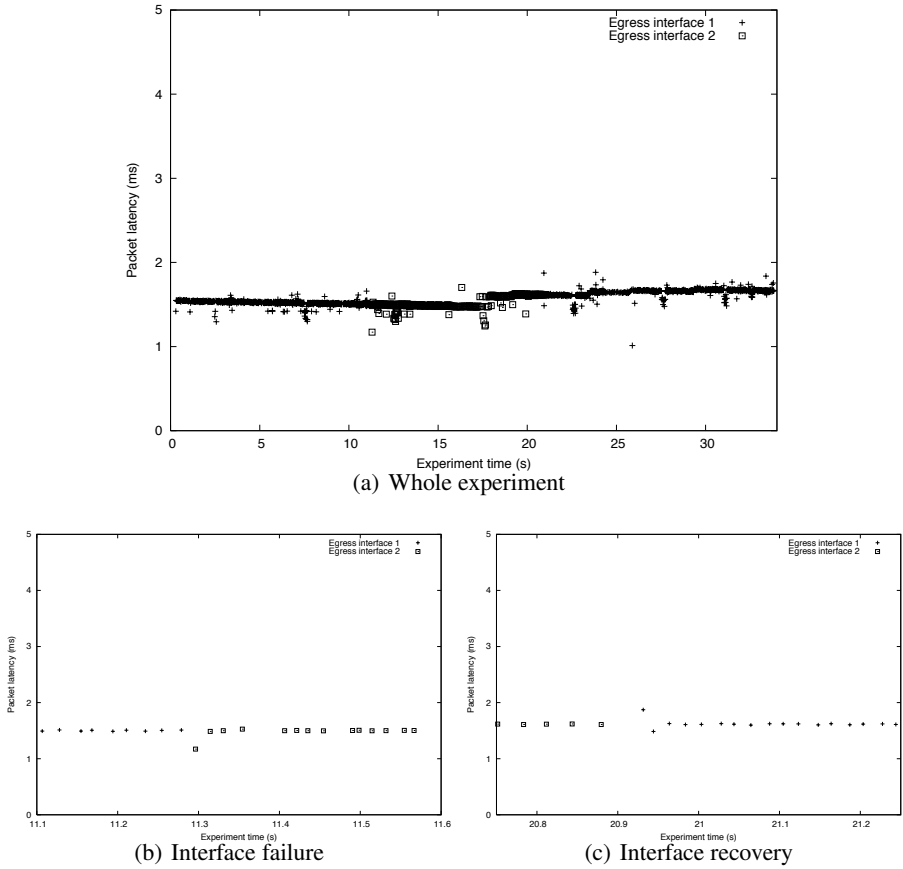 5
4
3
2
1
0
Packet latency (ms)
Egress interface 1
Egress interface 2
0 5 10 15 20 25 30
Experiment time (s)
(a) Whole experiment
5
4
3
2
1
0
Packet latency (ms)
Egress interface 1
Egress interface 2
11.1 11.2 11.3 11.4 11.5 11.6
Experiment time (s)
(b) Interface failure
5
4
3
2
1
0
Packet latency (ms)
Egress interface 1
Egress interface 2
20.8 20.9 21 21.1 21.2
Experiment time (s)
(c) Interface recovery